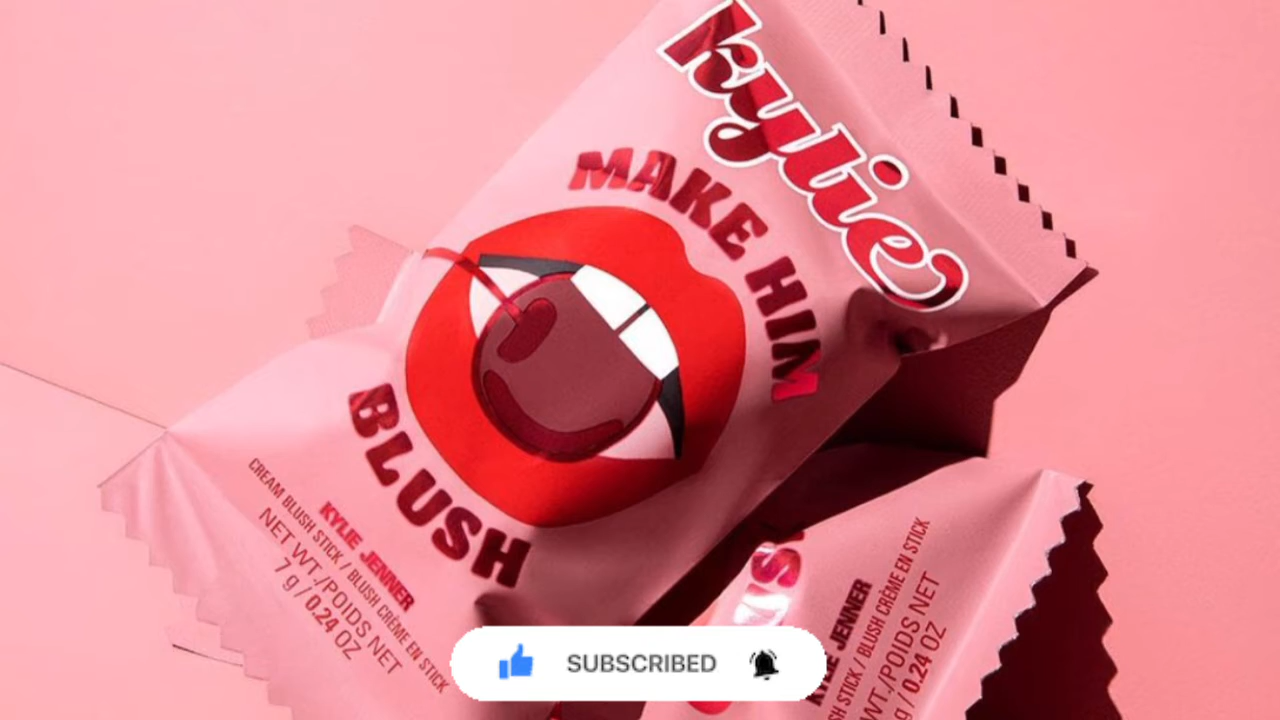 kylie
MAKE HIM
BLUSH
KYLIE JENNER
CREAM BLUSH STICK / BLUSH CRÈME EN STICK
NET WT./POIDS NET
7 g / 0.24 OZ
KYLIE JENNER
SH STICK / BLUSH CRÈME EN STICK
WT./POIDS NET
g / 0.24 OZ
SUBSCRIBED